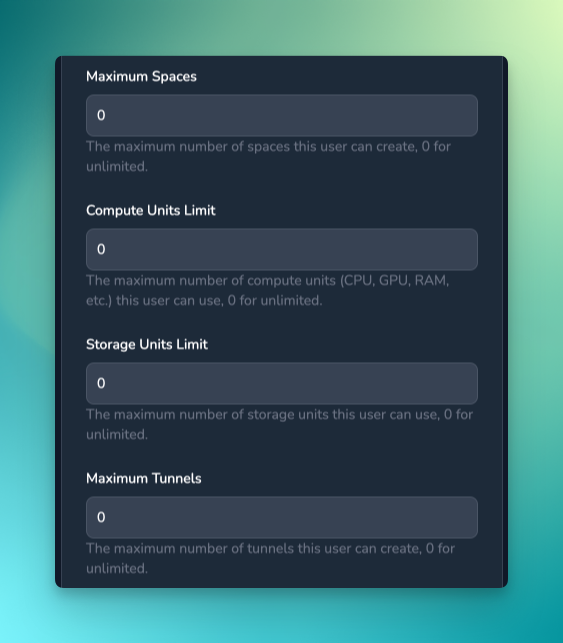 Maximum Spaces
0
The maximum number of spaces this user can create, 0 for
unlimited.
Compute Units Limit
0
The maximum number of compute units (CPU, GPU, RAM,
etc.) this user can use, 0 for unlimited.
Storage Units Limit
0
The maximum number of storage units this user can use, 0 for
unlimited.
Maximum Tunnels
0
The maximum number of tunnels this user can create, 0 for
unlimited.